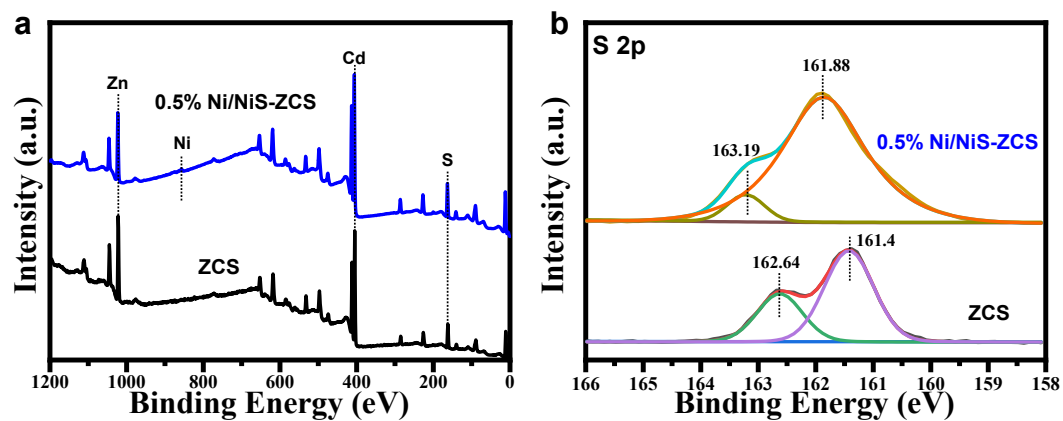 a
Intensity (a.u.)
Zn
Ni
0.5% Ni/NiS-ZCS
Cd
S
ZCS
1200 1000 800 600 400 200 0
Binding Energy (eV)
b
Intensity (a.u.)
S 2p
161.88
163.19
0.5% Ni/NiS-ZCS
161.4
162.64
ZCS
166 165 164 163 162 161 160 159 158
Binding Energy (eV)